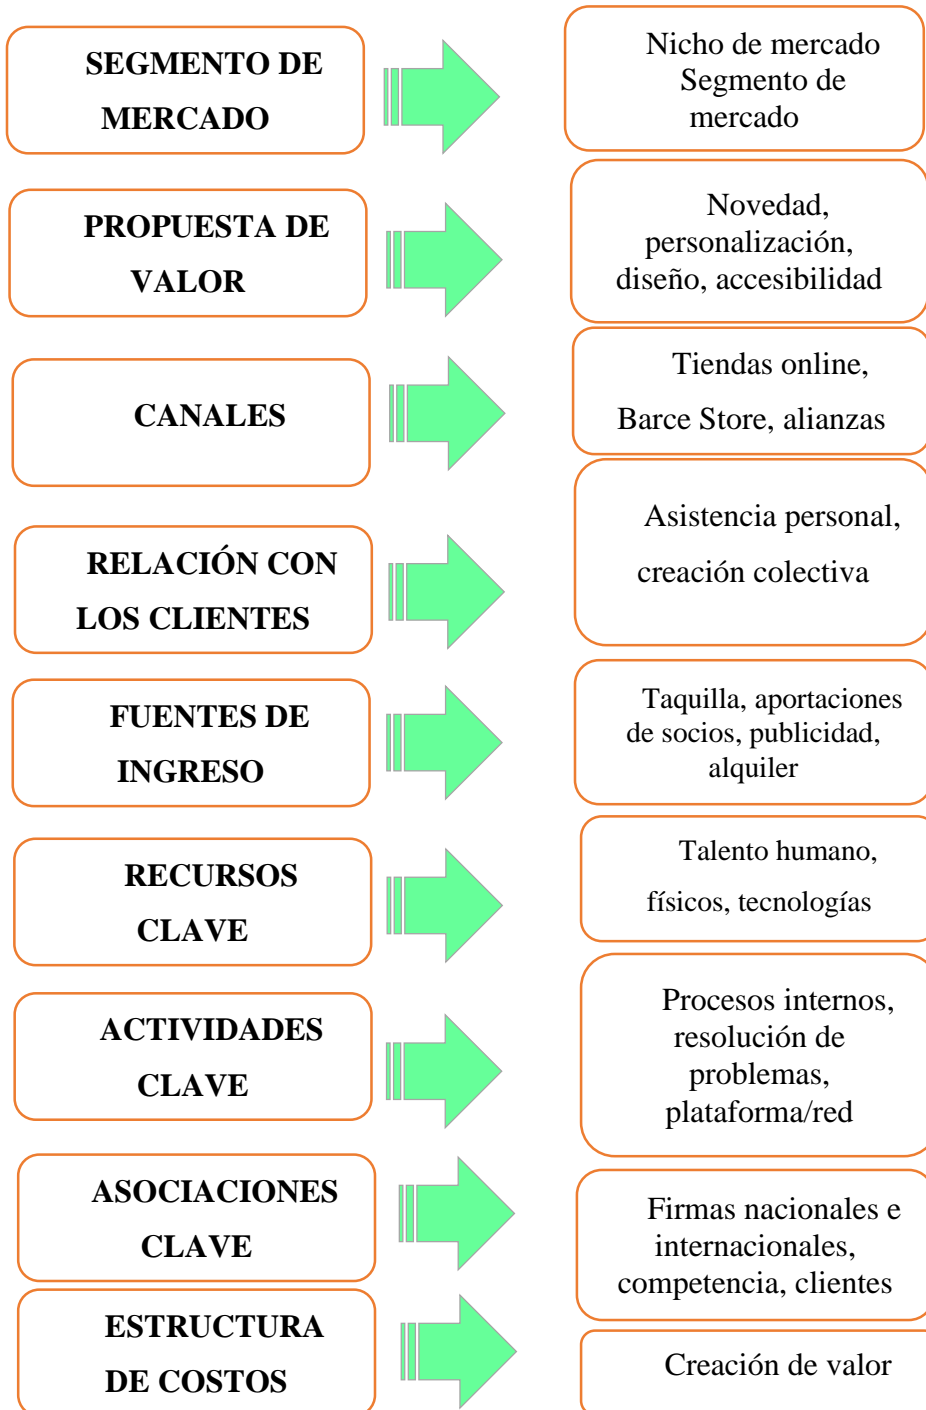 SEGMENTO DE
MERCADO
Nicho de mercado
Segmento de
mercado
PROPUESTA DE
VALOR
Novedad,
personalización,
diseño, accesibilidad
CANALES
Tiendas online,
Barce Store, alianzas
RELACIÓN CON
LOS CLIENTES
Asistencia personal,
creación colectiva
FUENTES DE
INGRESO
Taquilla, aportaciones
de socios, publicidad,
alquiler
RECURSOS
CLAVE
Talento humano,
físicos, tecnologías
ACTIVIDADES
CLAVE
Procesos internos,
resolución de
problemas,
plataforma/red
ASOCIACIONES
CLAVE
Firmas nacionales e
internacionales,
competencia, clientes
ESTRUCTURA
DE COSTOS
Creación de valor